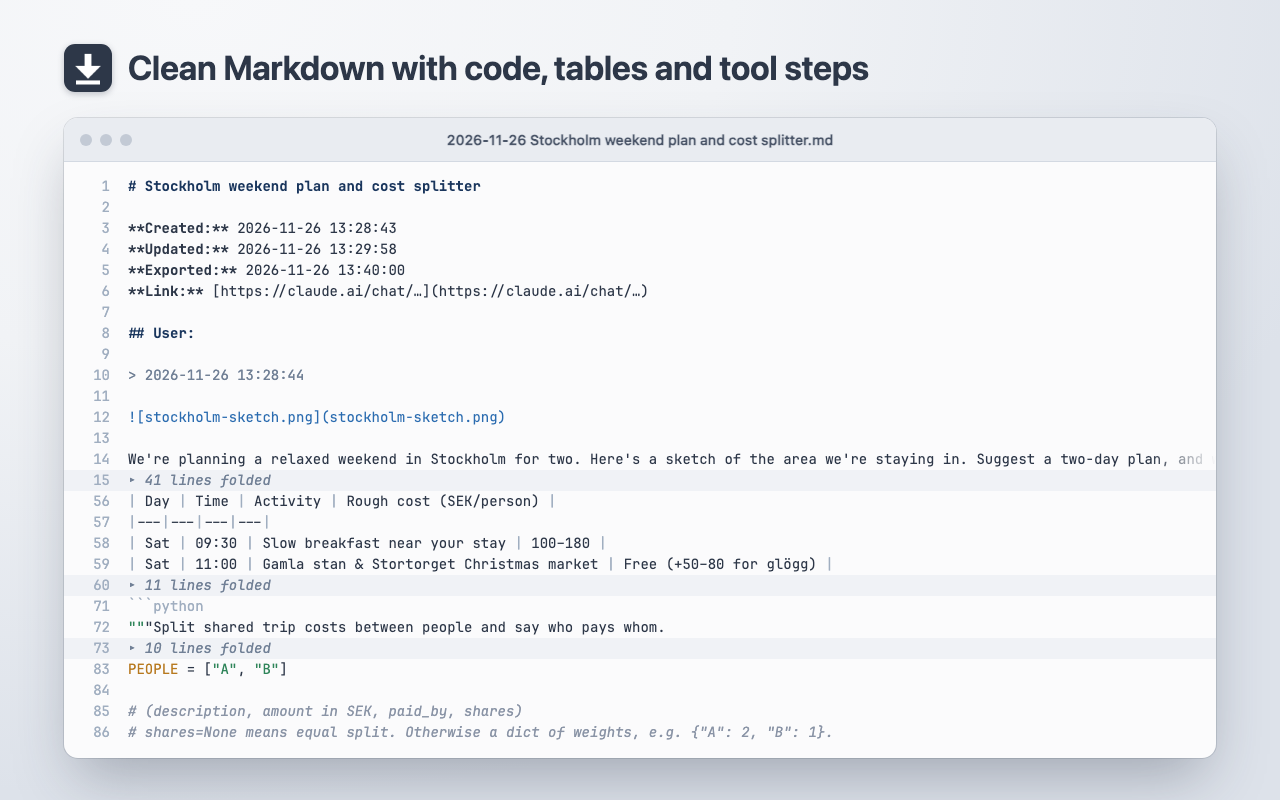 Clean Markdown with code, tables and tool steps
2026-11-26 Stockholm weekend plan and cost splitter.md
1 # Stockholm weekend plan and cost splitter
2
3 **Created:** 2026-11-26 13:28:43
4 **Updated:** 2026-11-26 13:29:58
5 **Exported:** 2026-11-26 13:40:00
6 **Link:** [https://claude.ai/chat/…](https://claude.ai/chat/…)
7
8 ## User:
9
10 > 2026-11-26 13:28:44
11
12 ![stockholm-sketch.png](stockholm-sketch.png)
13
14 We're planning a relaxed weekend in Stockholm for two. Here's a sketch of the area we're staying in. Suggest a two-day plan, and
15 ▸ 41 lines folded
56 | Day | Time | Activity | Rough cost (SEK/person) |
57 |---|---|---|---|
58 | Sat | 09:30 | Slow breakfast near your stay | 100–180 |
59 | Sat | 11:00 | Gamla stan & Stortorget Christmas market | Free (+50–80 for glögg) |
60 ▸ 11 lines folded
71 ```python
72 """Split shared trip costs between people and say who pays whom.
73 ▸ 10 lines folded
83 PEOPLE = ["A", "B"]
84
85 # (description, amount in SEK, paid_by, shares)
86 # shares=None means equal split. Otherwise a dict of weights, e.g. {"A": 2, "B": 1}.